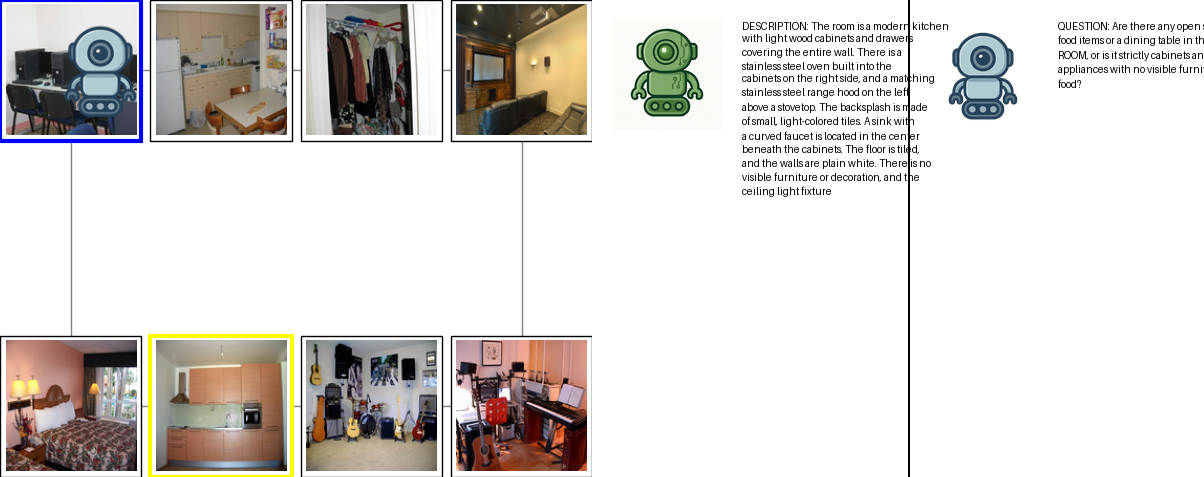 DESCRIPTION: The room is a modern kitchen
with light wood cabinets and drawers
covering the entire wall. There is a
stainless steel oven built into the
cabinets on the right side, and a matching
stainless steel range hood on the left
above a stovetop. The backsplash is made
of small, light-colored tiles. A sink with
a curved faucet is located in the center
beneath the cabinets. The floor is tiled,
and the walls are plain white. There is no
visible furniture or decoration, and the
ceiling light fixture
QUESTION: Are there any open
food items or a dining table in
ROOM, or is it strictly cabinets
appliances with no visible
food?